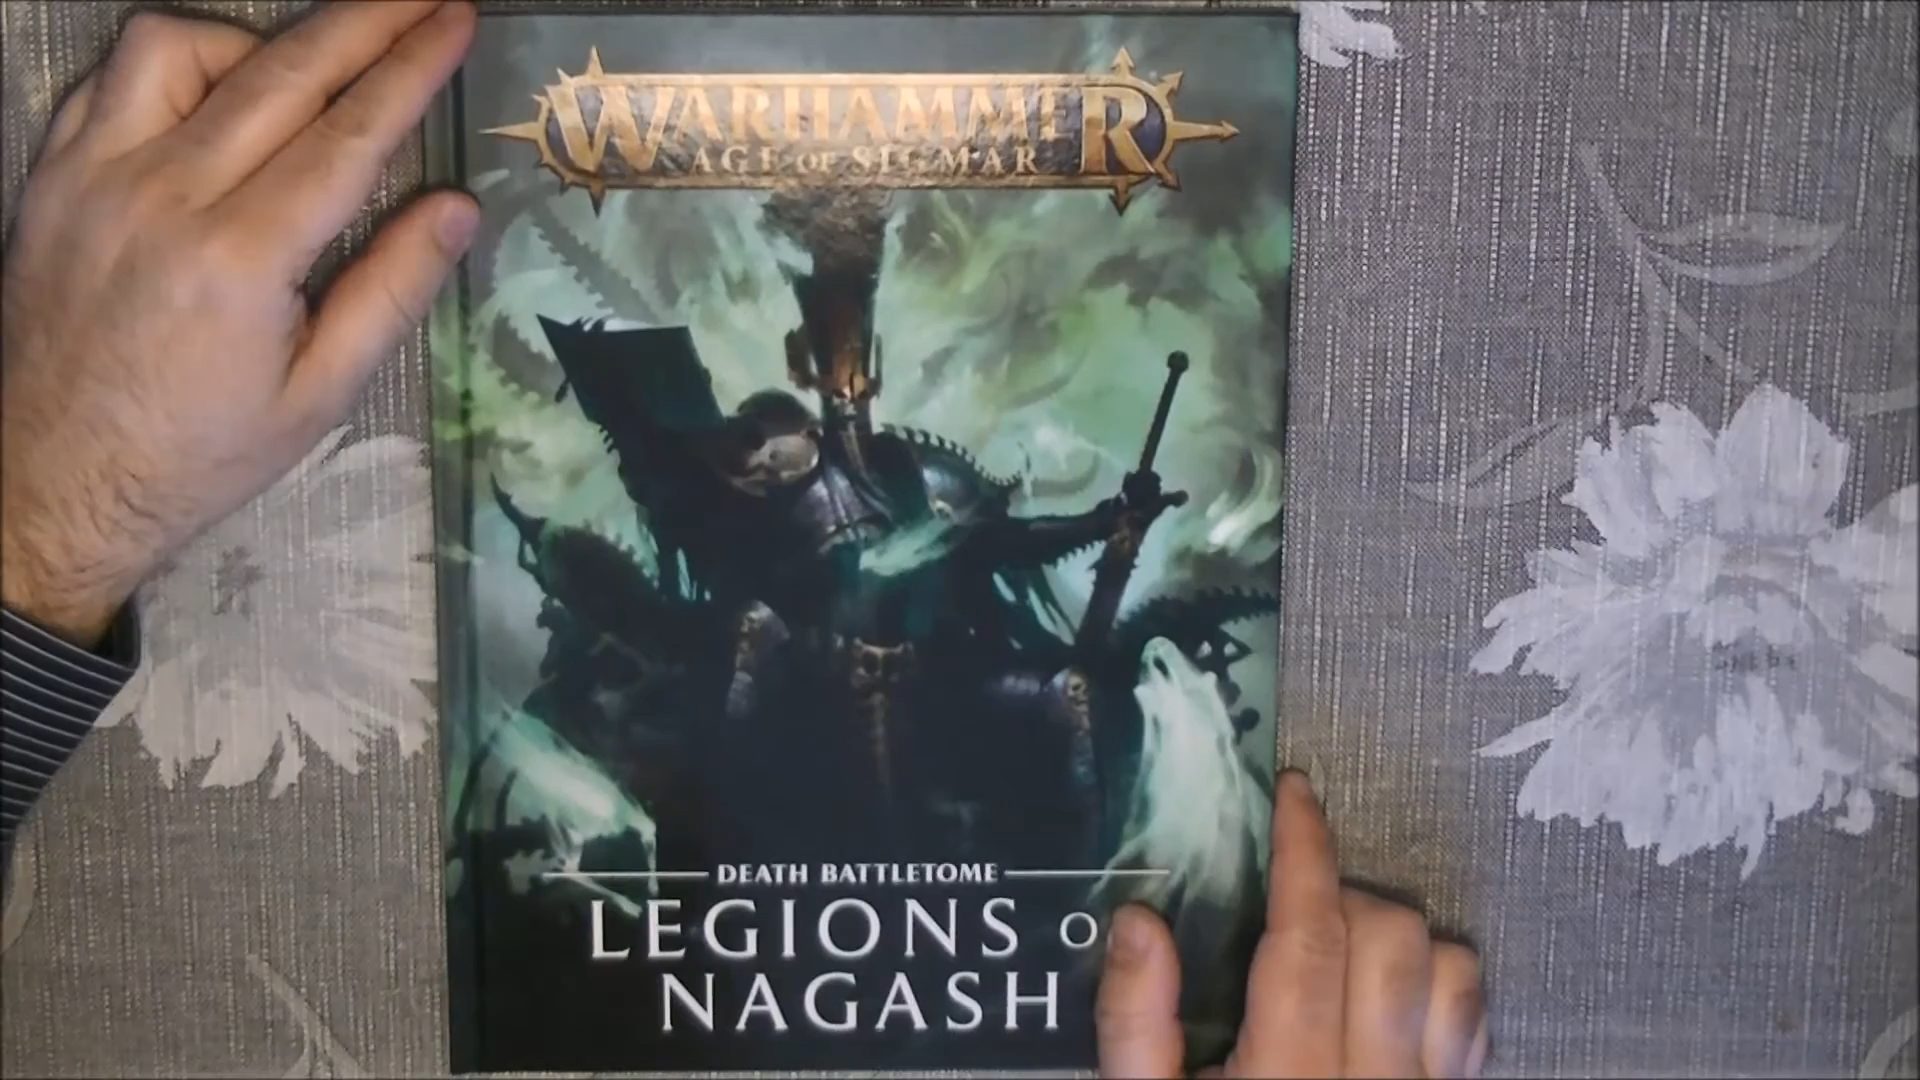 WARHAMMER
AGE OF SIGMAR
DEATH BATTLETOME
LEGIONS O
NAGASH